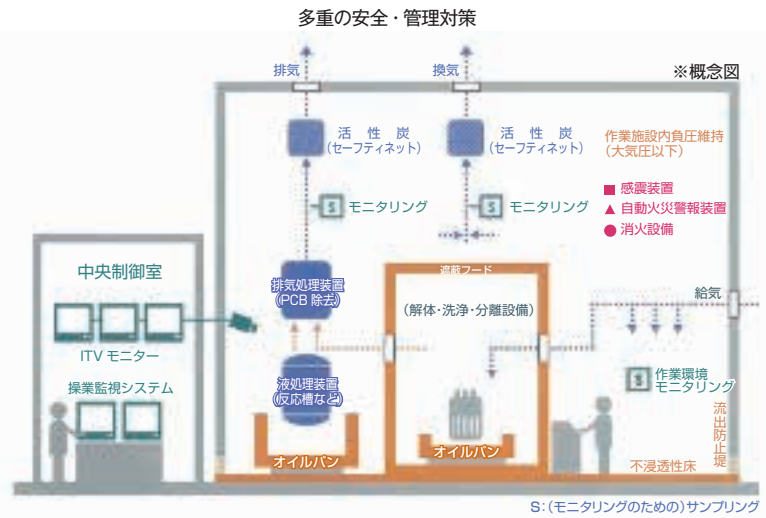 多重の安全・管理対策
※概念図
排気
換気
活性炭
(セーフティネット)
活性炭
(セーフティネット)
作業施設内負圧維持
(大気圧以下)
感震装置
自動火災警報装置
消火設備
S モニタリング
S モニタリング
中央制御室
排気処理装置
(PCB 除去)
遮蔽フード
(解体・洗浄・分離設備)
給気
ITV モニター
操業監視システム
液処理装置
(反応槽など)
S 作業環境
モニタリング
オイルパン
オイルパン
流出防止堤
不浸透性床
S:(モニタリングのための)サンプリング